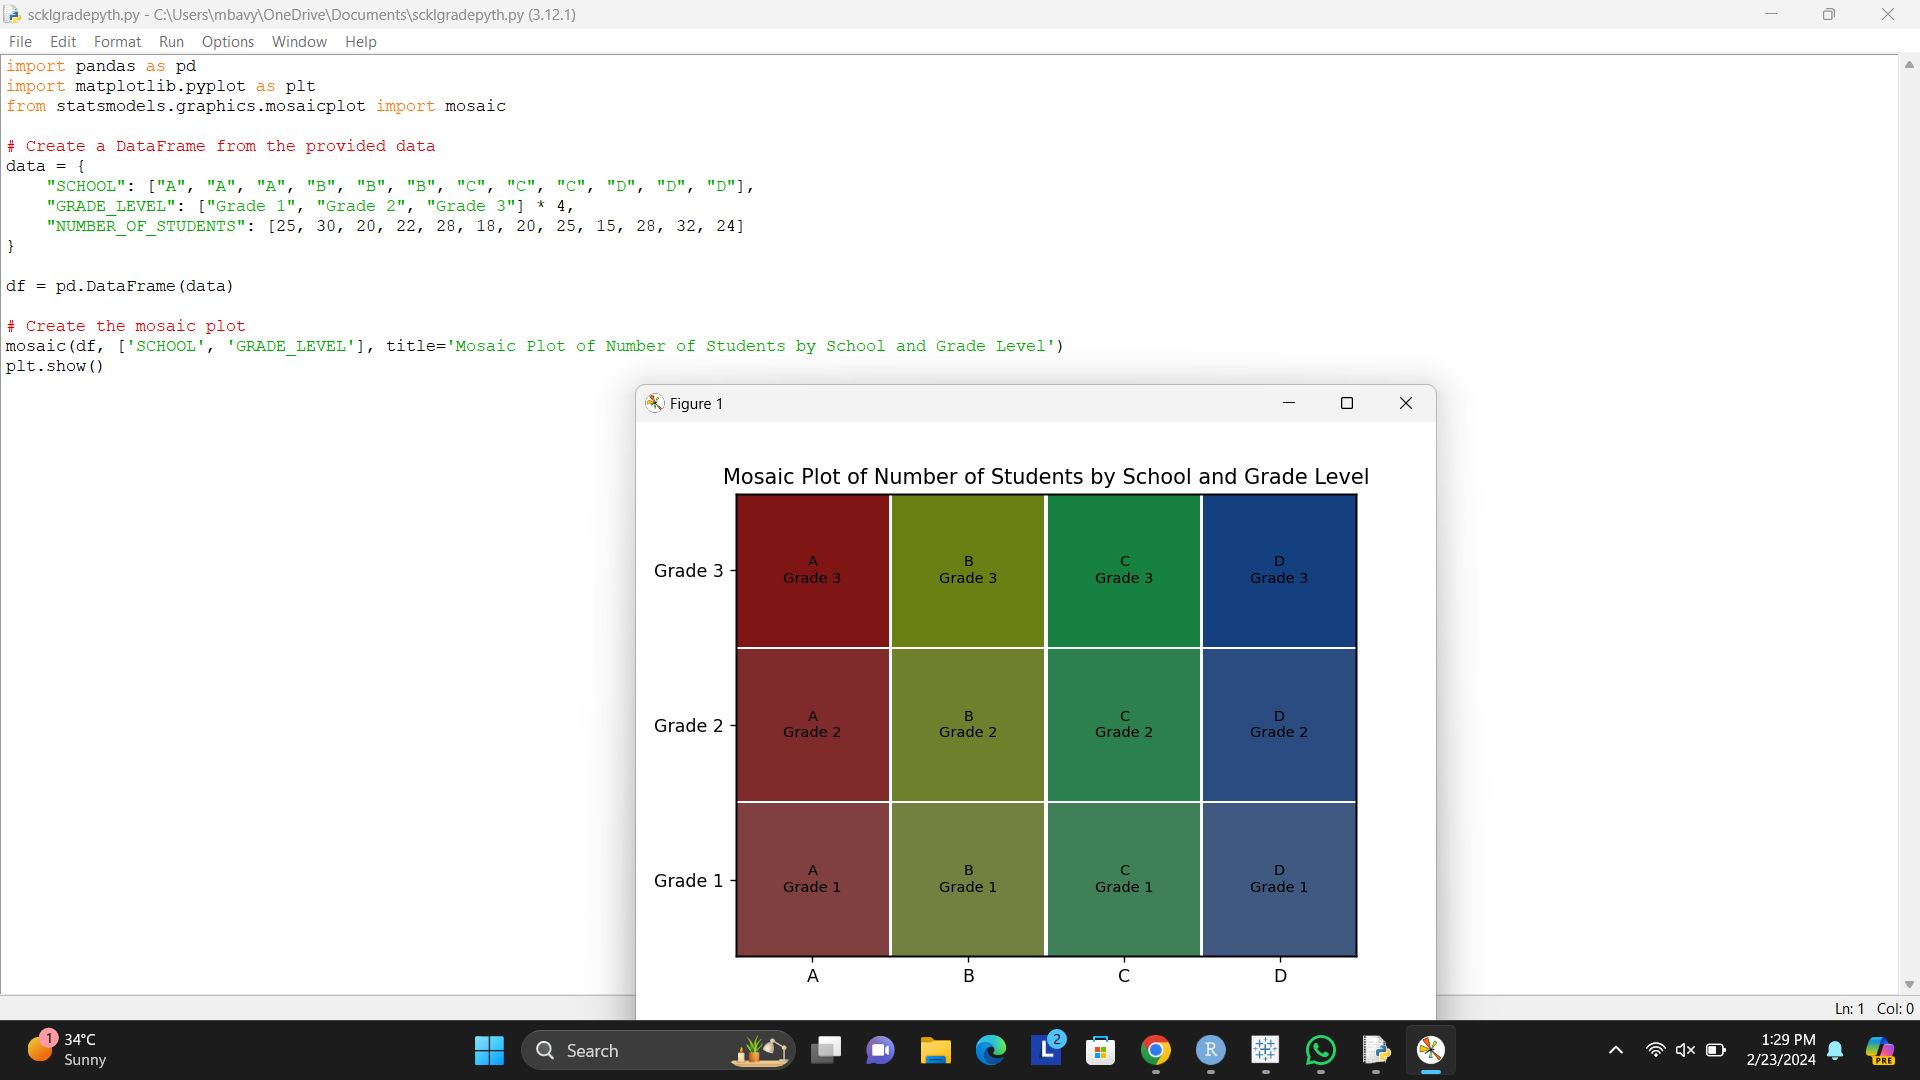 scklgradepyth.py - C:\Users\mbavy\OneDrive\Documents\scklgradepyth.py (3.12.1)
File Edit Format Run Options Window Help
import pandas as pd
import matplotlib.pyplot as plt
from statsmodels.graphics.mosaicplot import mosaic
# Create a DataFrame from the provided data
data = {
    "SCHOOL": ["A", "A", "A", "B", "B", "B", "C", "C", "C", "D", "D", "D"],
    "GRADE_LEVEL": ["Grade 1", "Grade 2", "Grade 3"] * 4,
    "NUMBER_OF_STUDENTS": [25, 30, 20, 22, 28, 18, 20, 25, 15, 28, 32, 24]
}
df = pd.DataFrame(data)
# Create the mosaic plot
mosaic(df, ['SCHOOL', 'GRADE_LEVEL'], title='Mosaic Plot of Number of Students by School and Grade Level')
plt.show()
Figure 1
Mosaic Plot of Number of Students by School and Grade Level
A B C D
Grade 3 Grade 3 Grade 3 Grade 3 Grade 3
A B C D
Grade 2 Grade 2 Grade 2 Grade 2 Grade 2
A B C D
Grade 1 Grade 1 Grade 1 Grade 1 Grade 1
A B C D
Ln: 1 Col: 0
1 34°C
Sunny
Search
L 2
R
1:29 PM
2/23/2024
PRE